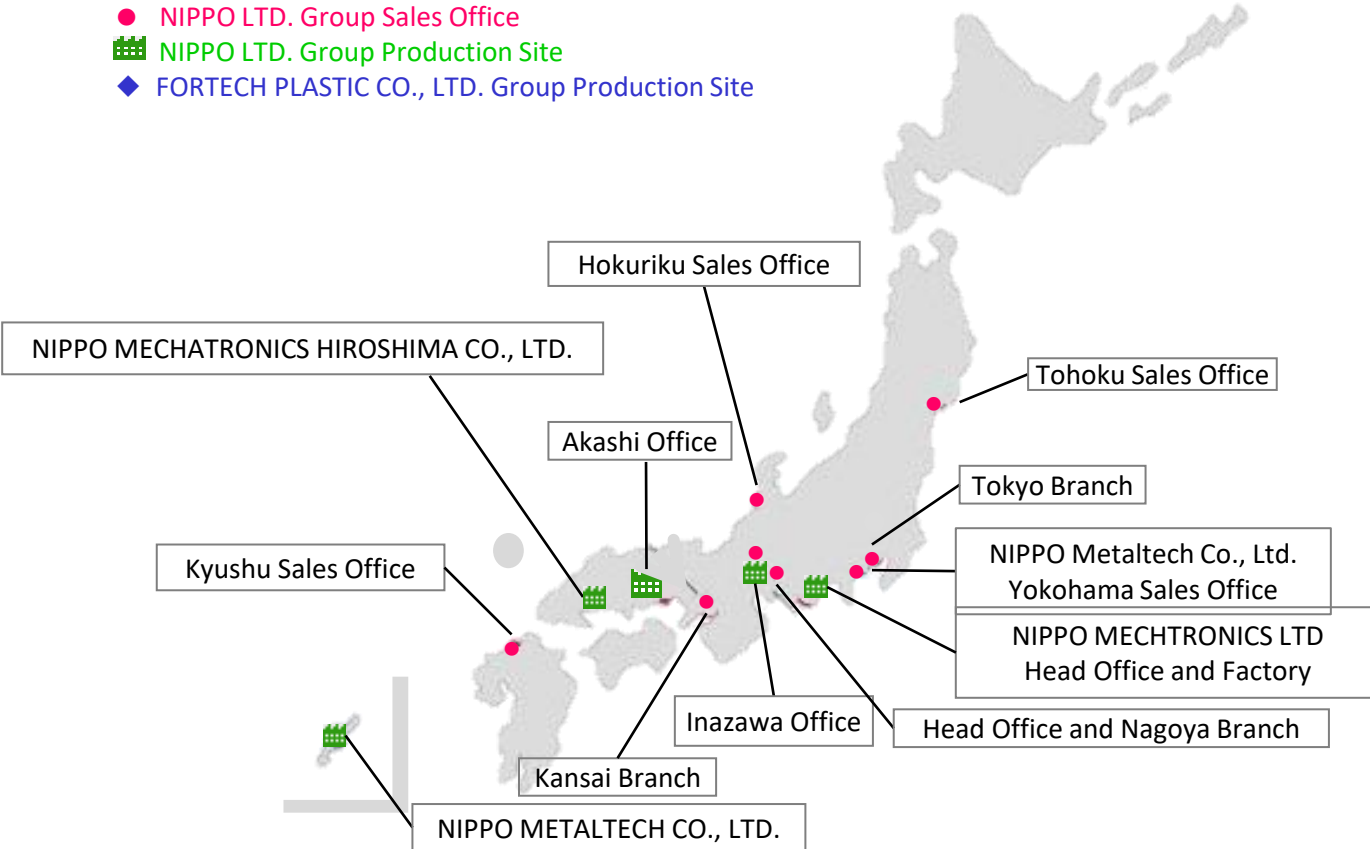 NIPPO LTD. Group Sales Office
NIPPO LTD. Group Production Site
FORTECH PLASTIC CO., LTD. Group Production Site
Hokuriku Sales Office
NIPPO MECHATRONICS HIROSHIMA CO., LTD.
Tohoku Sales Office
Akashi Office
Tokyo Branch
NIPPO Metaltech Co., Ltd.
Yokohama Sales Office
Kyushu Sales Office
NIPPO MECHTRONICS LTD
Head Office and Factory
Inazawa Office
Head Office and Nagoya Branch
Kansai Branch
NIPPO METALTECH CO., LTD.